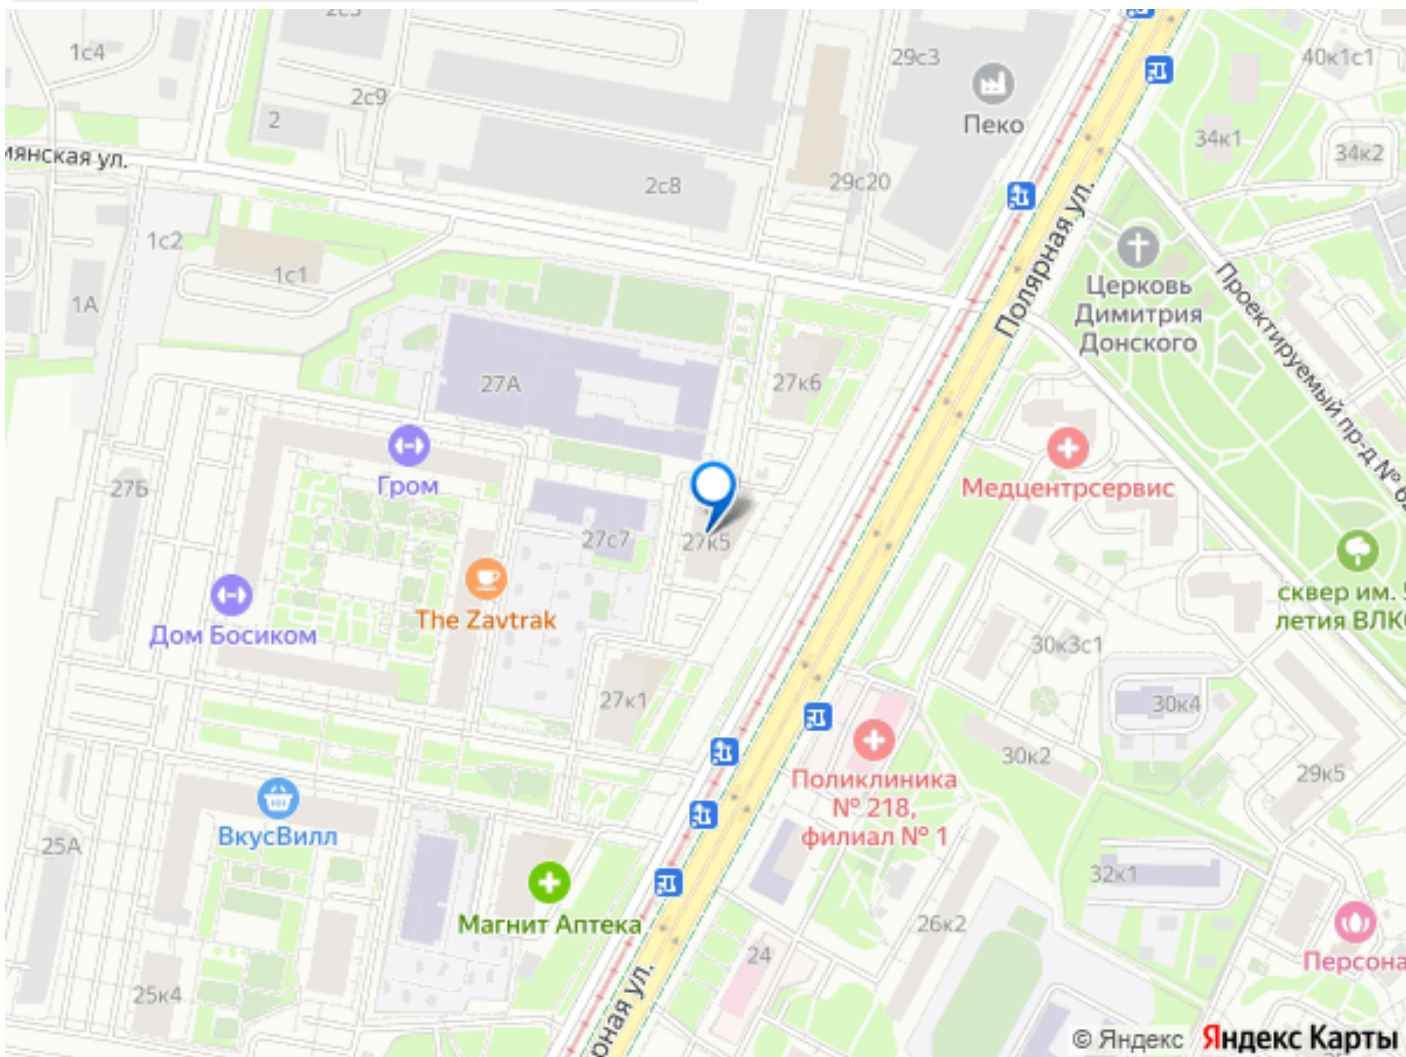 1с4
2с9
29с3
Пеко
40к1с1
2
34к1
34к2
2с8
29с20
мянская ул.
1с2
1с1
1А
Полярная ул.
Церковь
Димитрия
Донского
Проектируемый пр-д №
27А
27к6
Гром
27Б
Медцентрсервис
27с7
27к5
The Zavtrak
Дом Босиком
сквер им. 5
летия ВЛКС
30к3с1
27к1
30к4
30к2
29к5
Поликлиника
№ 218,
филиал № 1
ВкусВилл
25А
32к1
Магнит Аптека
26к2
24
25к4
Персона
рная ул.
© Яндекс Яндекс Карты